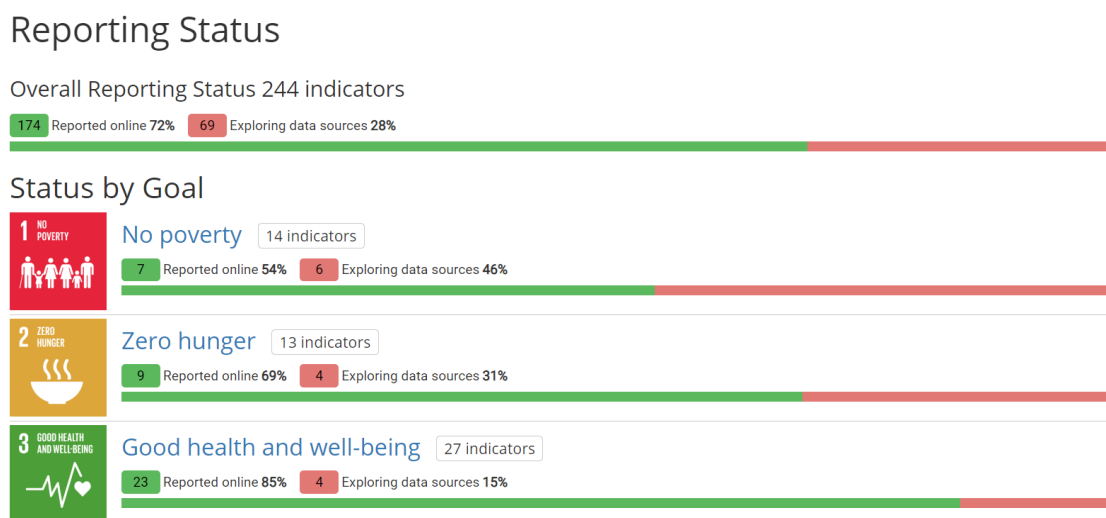 Reporting Status
Overall Reporting Status 244 indicators
174 Reported online 72% 69 Exploring data sources 28%
Status by Goal
1 NO POVERTY
No poverty 14 indicators
7 Reported online 54% 6 Exploring data sources 46%
2 ZERO HUNGER
Zero hunger 13 indicators
9 Reported online 69% 4 Exploring data sources 31%
3 GOOD HEALTH AND WELL-BEING
Good health and well-being 27 indicators
23 Reported online 85% 4 Exploring data sources 15%